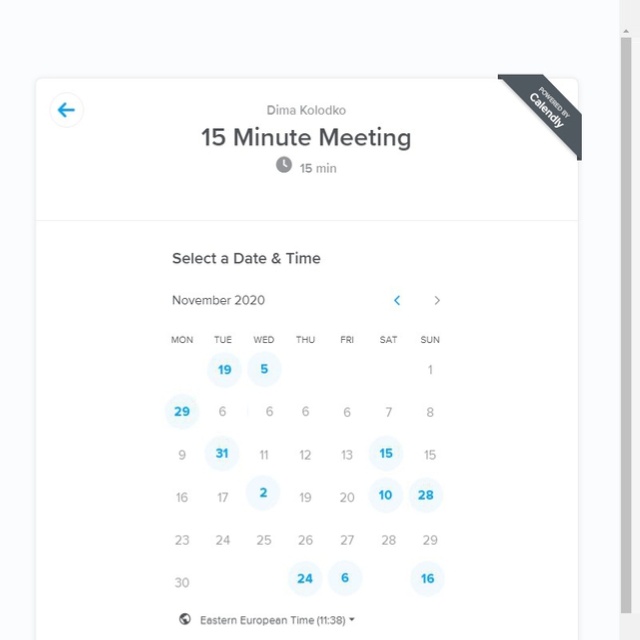 POWERED BY
Calendly
Dima Kolodko
15 Minute Meeting
15 min
Select a Date & Time
November 2020
MON TUE WED THU FRI SAT SUN
19 5 1
29 6 6 6 6 7 8
9 31 11 12 13 15 15
16 17 2 19 20 10 28
23 24 25 26 27 28 29
30 24 6 16
Eastern European Time (11:38)